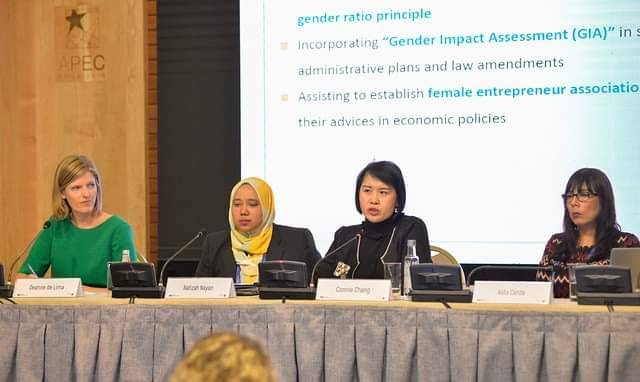 APEC
gender ratio principle
Incorporating “Gender Impact Assessment (GIA)” in s
administrative plans and law amendments
Assisting to establish female entrepreneur association
their advices in economic policies
Deanne de Lima
Nafizah Nayan
Connie Chang